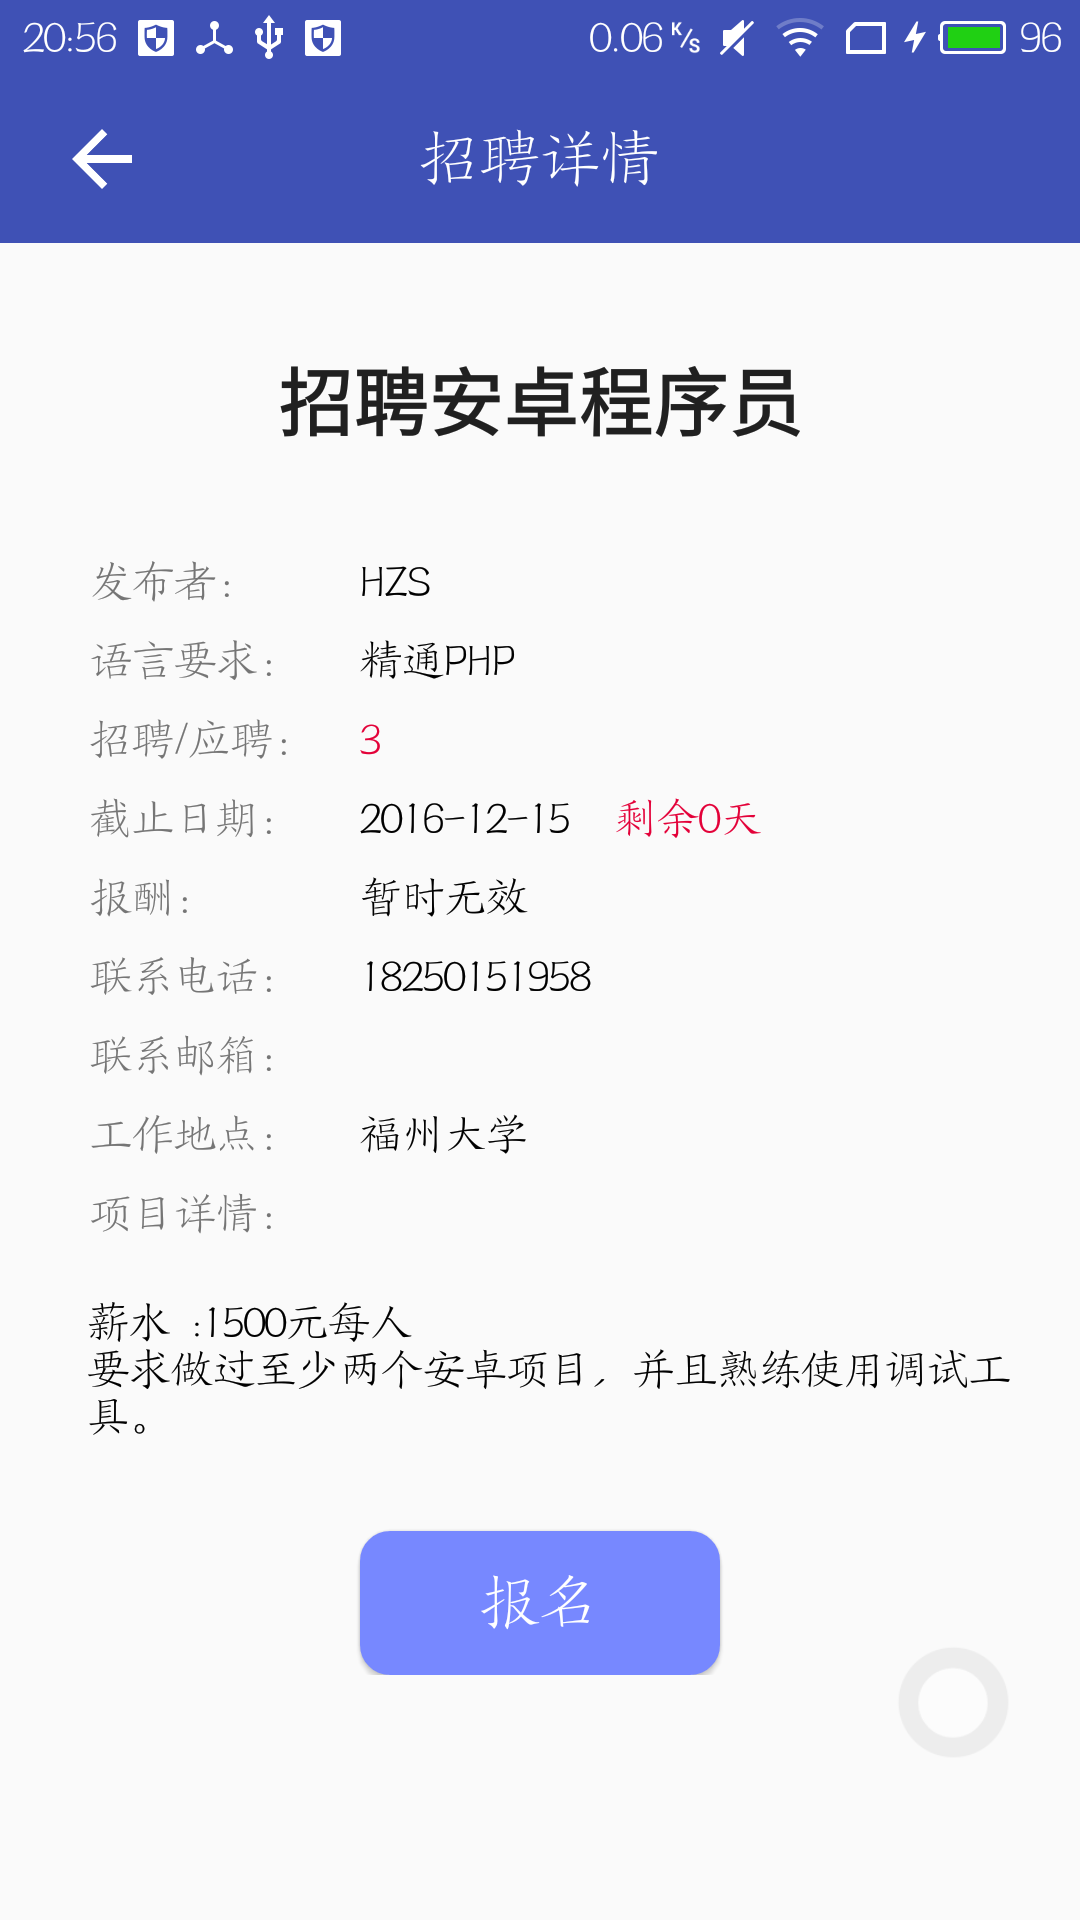 20:56 0.06 K/s 96
招聘详情
招聘安卓程序员
发布者: HZS
语言要求: 精通PHP
招聘/应聘: 3
截止日期: 2016-12-15 剩余0天
报酬: 暂时无效
联系电话: 18250151958
联系邮箱:
工作地点: 福州大学
项目详情:
薪水 :1500元每人
要求做过至少两个安卓项目，并且熟练使用调试工
具。
报名